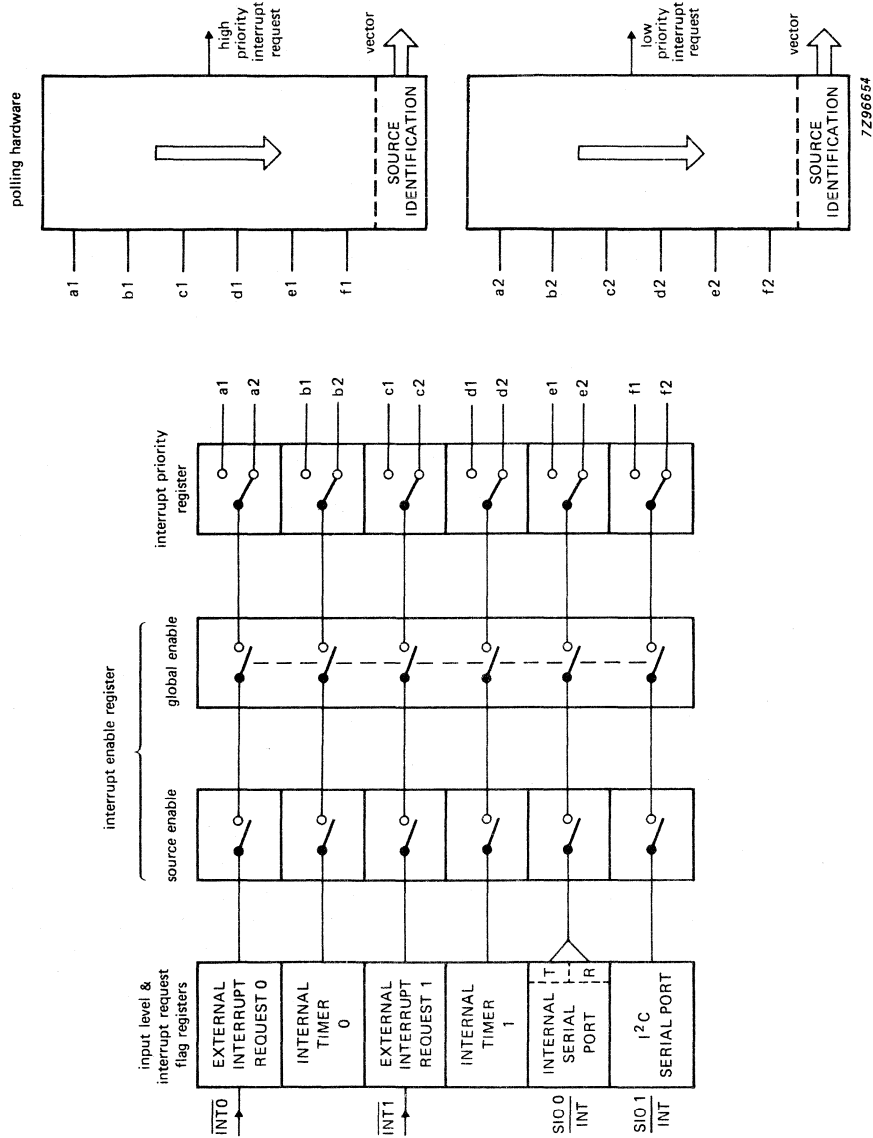 polling hardware
a1
b1
c1
d1
e1
f1
high
priority
interrupt
request
SOURCE
IDENTIFICATION
vector
a2
b2
c2
d2
e2
f2
low
priority
interrupt
request
SOURCE
IDENTIFICATION
vector
7Z96654
interrupt enable register
input level &
interrupt request
flag registers
source enable
global enable
interrupt priority
register
INT0
EXTERNAL
INTERRUPT
REQUEST 0
a1
a2
INTERNAL
TIMER
0
b1
b2
INT1
EXTERNAL
INTERRUPT
REQUEST 1
c1
c2
INTERNAL
TIMER
1
d1
d2
SIO 0
INT
INTERNAL
SERIAL
PORT
T
R
e1
e2
SIO 1
INT
I²C
SERIAL PORT
f1
f2